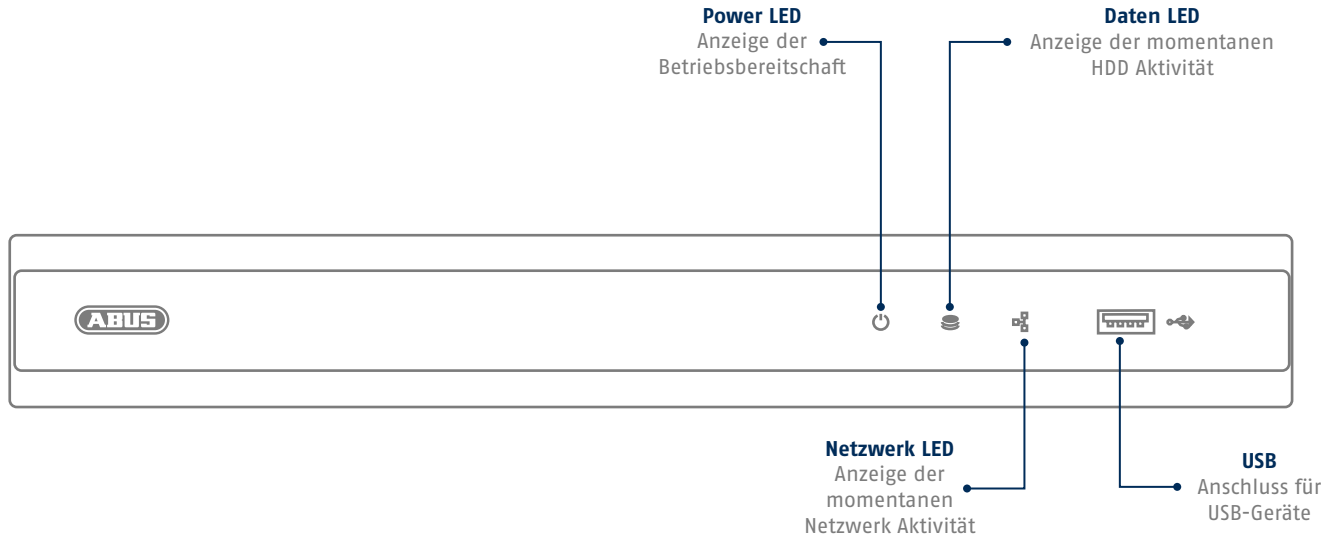 Power LED
Anzeige der
Betriebsbereitschaft
Daten LED
Anzeige der momentanen
HDD Aktivität
ABUS
Netzwerk LED
Anzeige der
momentanen
Netzwerk Aktivität
USB
Anschluss für
USB-Geräte